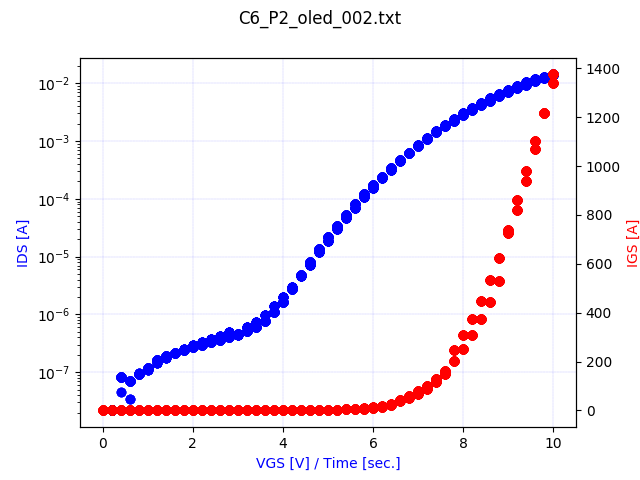 C6_P2_oled_002.txt
10⁻²
10⁻³
10⁻⁴
10⁻⁵
10⁻⁶
10⁻⁷
IDS [A]
1400
1200
1000
800
600
400
200
0
IGS [A]
0 2 4 6 8 10
VGS [V] / Time [sec.]